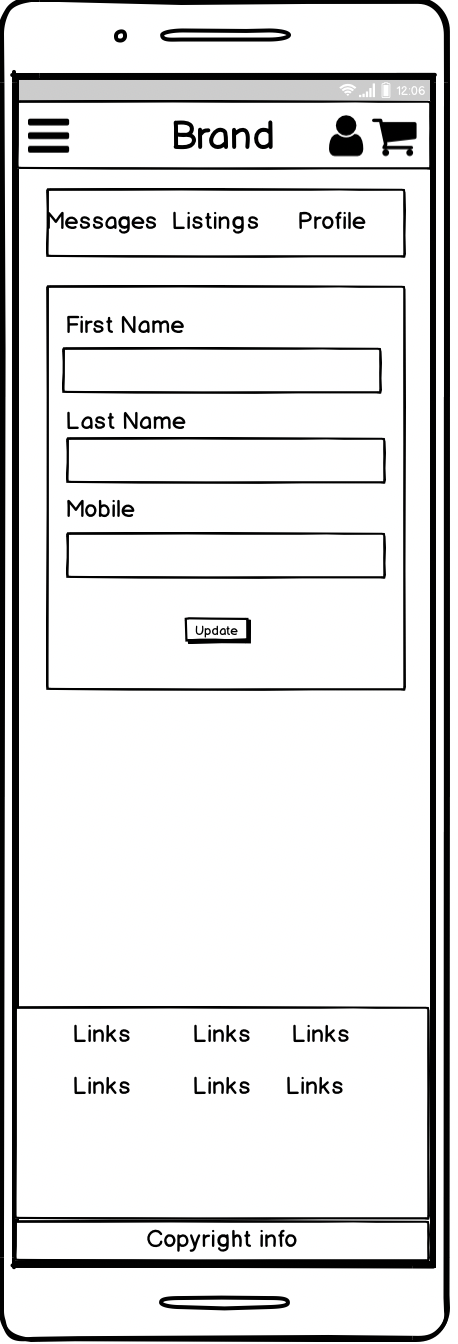 12:06
Brand
Messages Listings Profile
First Name
Last Name
Mobile
Update
Links Links Links
Links Links Links
Copyright info